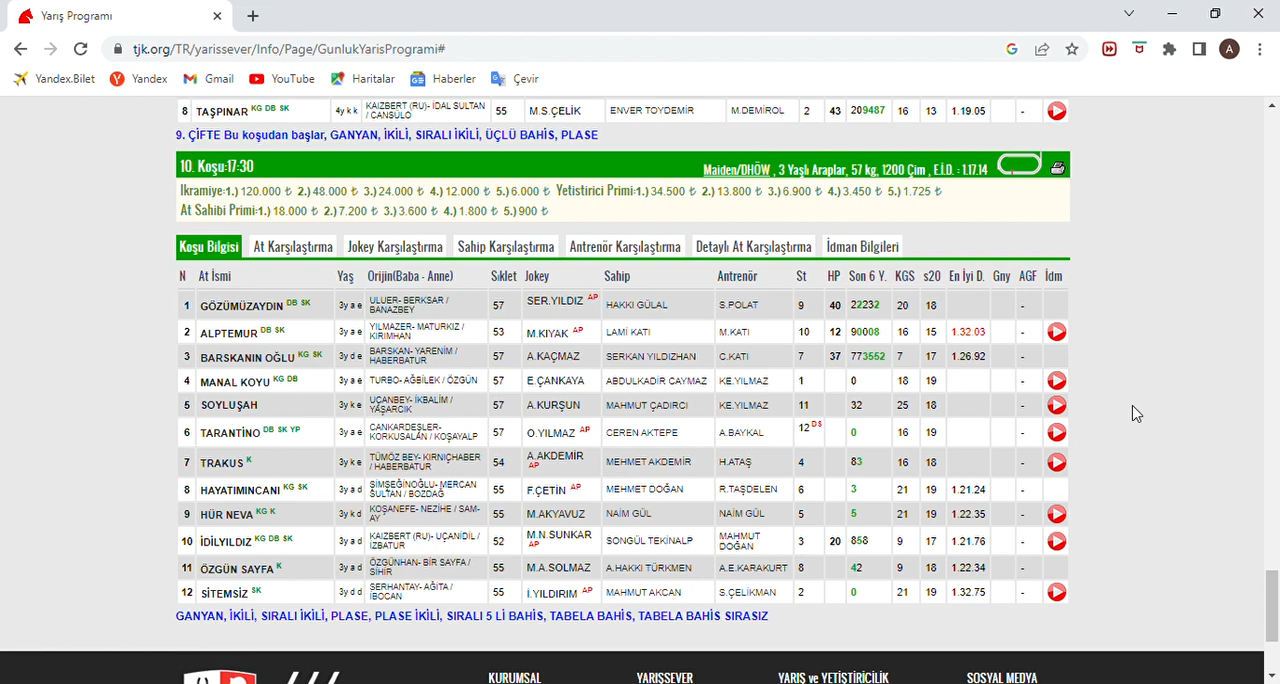 Yarış Programı
tjk.org/TR/yarissever/Info/Page/GunlukYarisProgrami#
A
Yandex.Bilet Yandex Gmail YouTube Haritalar Haberler Çevir
8 TAŞPINAR KG DB SK 4y k k KAIZBERT (RU)- İDAL SULTAN / CANSULO 55 M.S.ÇELİK ENVER TOYDEMİR M.DEMİROL 2 43 209487 16 13 1.19.05 -
9. ÇİFTE Bu koşudan başlar, GANYAN, İKİLİ, SIRALI İKİLİ, ÜÇLÜ BAHİS, PLASE
10. Koşu:17:30 Maiden/DHÖW , 3 Yaşlı Araplar, 57 kg, 1200 Çim , E.İ.D. : 1.17.14
İkramiye:1.) 120.000 ₺ 2.) 48.000 ₺ 3.) 24.000 ₺ 4.) 12.000 ₺ 5.) 6.000 ₺ Yetistirici Primi:1.) 34.500 ₺ 2.) 13.800 ₺ 3.) 6.900 ₺ 4.) 3.450 ₺ 5.) 1.725 ₺
At Sahibi Primi:1.) 18.000 ₺ 2.) 7.200 ₺ 3.) 3.600 ₺ 4.) 1.800 ₺ 5.) 900 ₺
Koşu Bilgisi At Karşılaştırma Jokey Karşılaştırma Sahip Karşılaştırma Antrenör Karşılaştırma Detaylı At Karşılaştırma İdman Bilgileri
N At İsmi Yaş Orijin(Baba - Anne) Sıklet Jokey Sahip Antrenör St HP Son 6 Y. KGS s20 En İyi D. Gny AGF İdm
1 GÖZÜMÜZAYDIN DB SK 3y a e ULUER- BERKSAR / BANAZBEY 57 SER.YILDIZ AP HAKKI GÜLAL S.POLAT 9 40 22232 20 18 -
2 ALPTEMUR DB SK 3y a e YILMAZER- MATURKIZ / KIRIMHAN 53 M.KIYAK AP LAMİ KATI M.KATI 10 12 90008 16 15 1.32.03 -
3 BARSKANIN OĞLU KG SK 3y d e BARSKAN- YARENİM / HABERBATUR 57 A.KAÇMAZ SERKAN YILDIZHAN C.KATI 7 37 773552 7 17 1.26.92 -
4 MANAL KOYU KG DB 3y a e TURBO- AĞBİLEK / ÖZGÜN 57 E.ÇANKAYA ABDULKADİR CAYMAZ KE.YILMAZ 1 0 18 19 -
5 SOYLUŞAH 3y k e UÇANBEY- İKBALİM / YAŞARCIK 57 A.KURŞUN MAHMUT ÇADIRCI KE.YILMAZ 11 32 25 18 -
6 TARANTİNO DB SK YP 3y a e CANKARDEŞLER- KORKUSALAN / KOŞAYALP 57 O.YILMAZ AP CEREN AKTEPE A.BAYKAL 12 DS 0 16 19 -
7 TRAKUS K 3y k e TÜMÖZ BEY- KIRNIÇHABER / HABERBATUR 54 A.AKDEMİR AP MEHMET AKDEMİR H.ATAŞ 4 83 16 18 -
8 HAYATIMINCANI KG SK 3y a d ŞİMŞEĞİNOĞLU- MERCAN SULTAN / BOZDAĞ 55 F.ÇETİN AP MEHMET DOĞAN R.TAŞDELEN 6 3 21 19 1.21.24 -
9 HÜR NEVA KG K 3y k d KOŞANEFE- NEZİHE / SAM-AY 55 M.AKYAVUZ NAİM GÜL NAİM GÜL 5 5 21 19 1.22.35 -
10 İDİLYILDIZ KG DB SK 3y a d KAIZBERT (RU)- UÇANİDİL / İZBATUR 52 M.N.SUNKAR AP SONGÜL TEKİNALP MAHMUT DOĞAN 3 20 858 9 17 1.21.76 -
11 ÖZGÜN SAYFA K 3y a d ÖZGÜNHAN- BİR SAYFA / SİHİR 55 M.A.SOLMAZ A.HAKKI TÜRKMEN A.E.KARAKURT 8 42 9 18 1.22.34 -
12 SİTEMSİZ SK 3y d d SERHANTAY- AĞITA / İBOCAN 55 İ.YILDIRIM AP MAHMUT AKCAN S.ÇELİKMAN 2 0 21 19 1.32.75 -
GANYAN, İKİLİ, SIRALI İKİLİ, PLASE, PLASE İKİLİ, SIRALI 5 Lİ BAHİS, TABELA BAHİS, TABELA BAHİS SIRASIZ
KURUMSAL YARIŞSEVER YARIŞ ve YETİŞTİRİCİLİK SOSYAL MEDYA